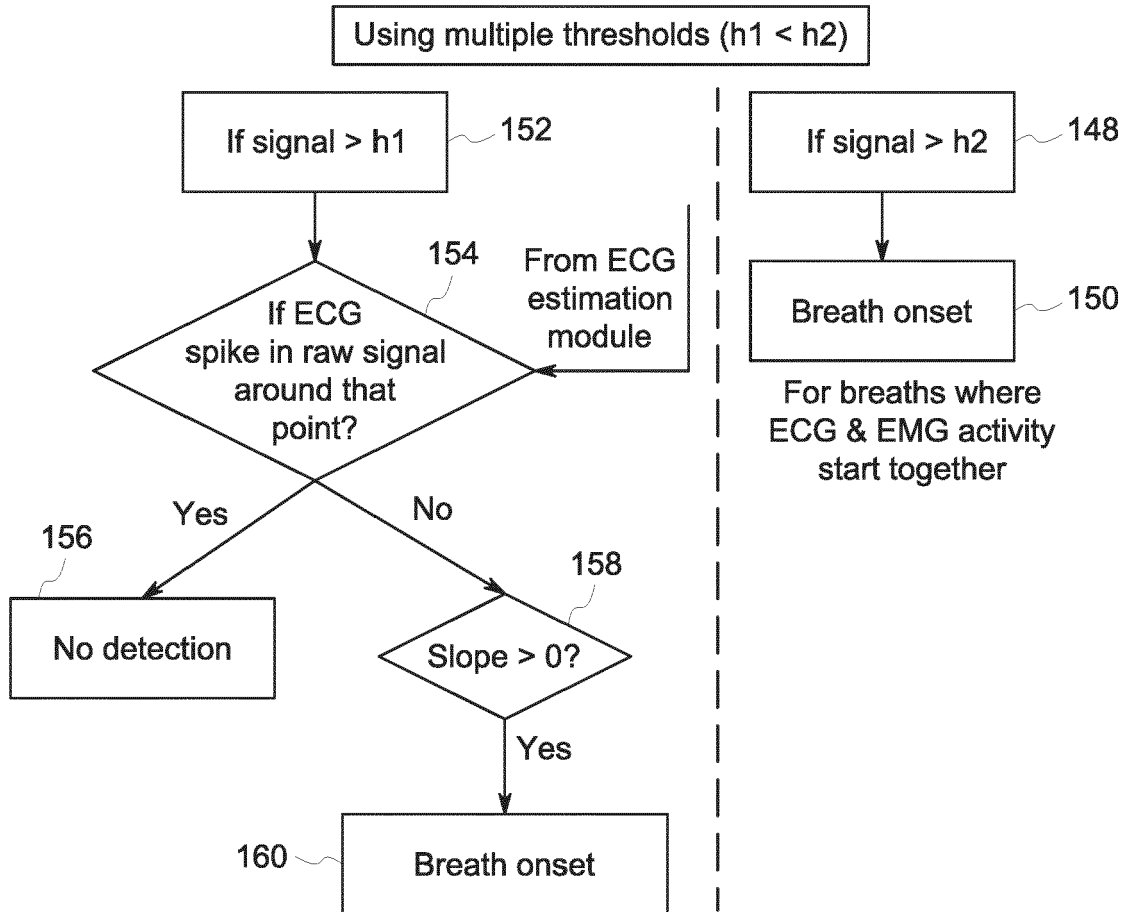 Using multiple thresholds (h1 < h2)
If signal > h1
152
154
If ECG
spike in raw signal
around that
point?
From ECG
estimation
module
Yes
No
156
No detection
158
Slope > 0?
Yes
160
Breath onset
If signal > h2
148
Breath onset
150
For breaths where
ECG & EMG activity
start together